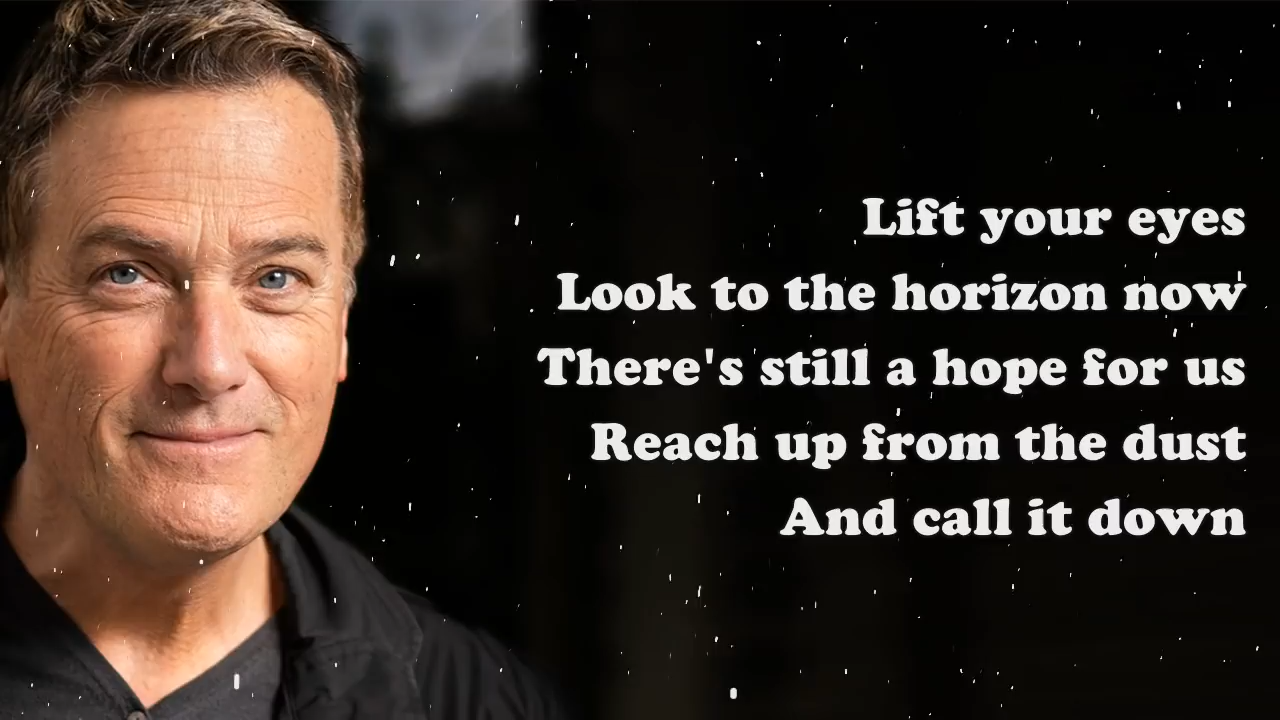 Lift your eyes
Look to the horizon now
There's still a hope for us
Reach up from the dust
And call it down